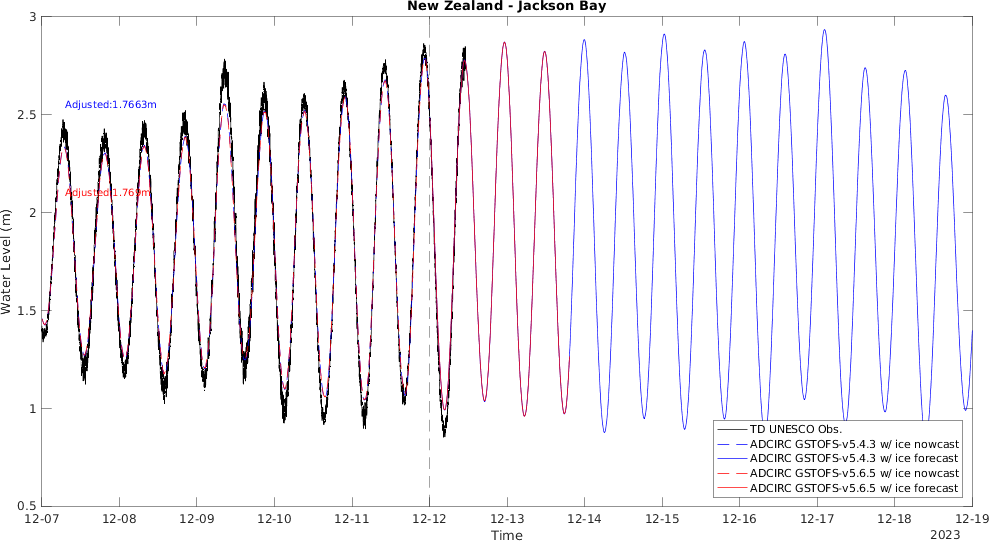 New Zealand - Jackson Bay
3
2.5
2
1.5
1
0.5
Water Level (m)
Adjusted:1.7663m
Adjusted:1.769m
TD UNESCO Obs.
ADCIRC GSTOFS-v5.4.3 w/ ice nowcast
ADCIRC GSTOFS-v5.4.3 w/ ice forecast
ADCIRC GSTOFS-v5.6.5 w/ ice nowcast
ADCIRC GSTOFS-v5.6.5 w/ ice forecast
12-07 12-08 12-09 12-10 12-11 12-12 12-13 12-14 12-15 12-16 12-17 12-18 12-19
Time
2023